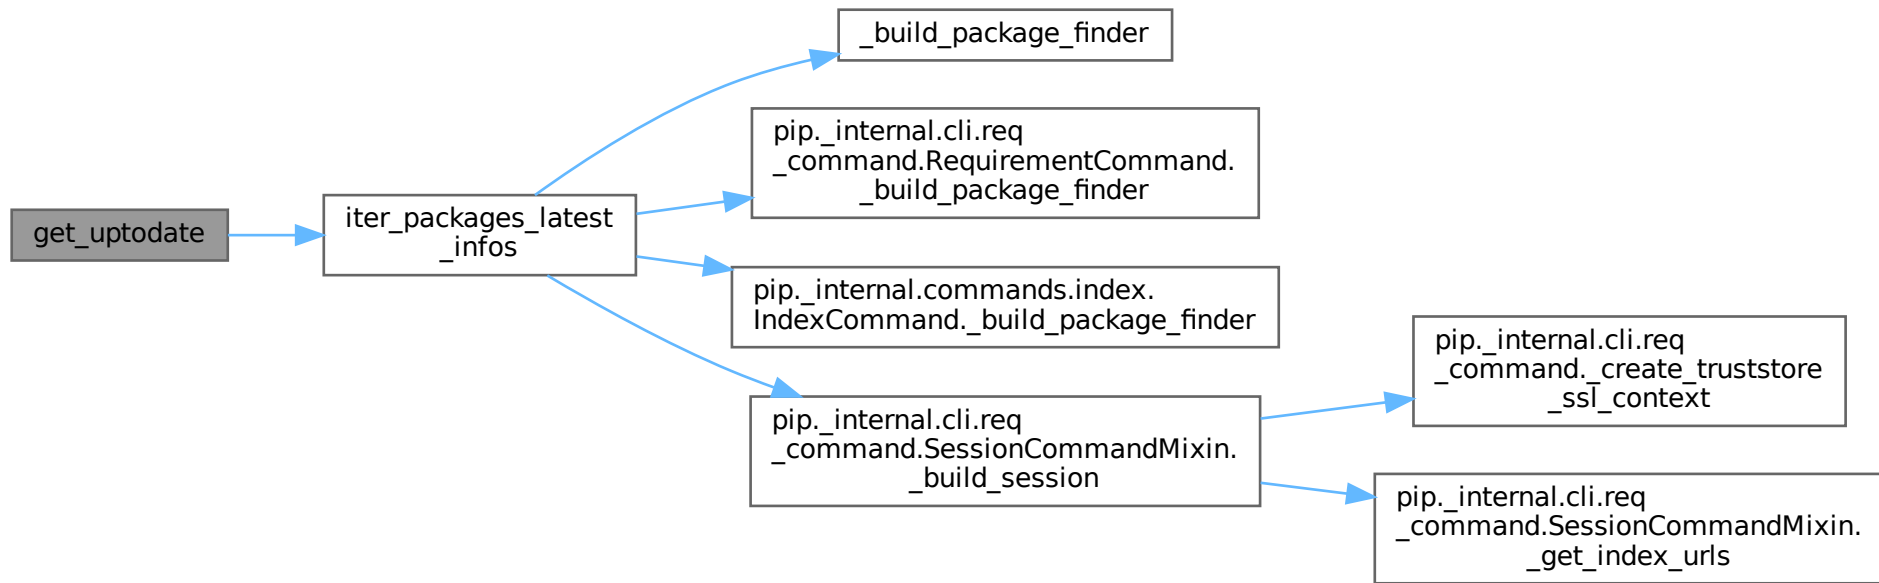 get_uptodate
iter_packages_latest
_infos
_build_package_finder
pip._internal.cli.req
_command.RequirementCommand.
_build_package_finder
pip._internal.commands.index.
IndexCommand._build_package_finder
pip._internal.cli.req
_command.SessionCommandMixin.
_build_session
pip._internal.cli.req
_command._create_truststore
_ssl_context
pip._internal.cli.req
_command.SessionCommandMixin.
_get_index_urls